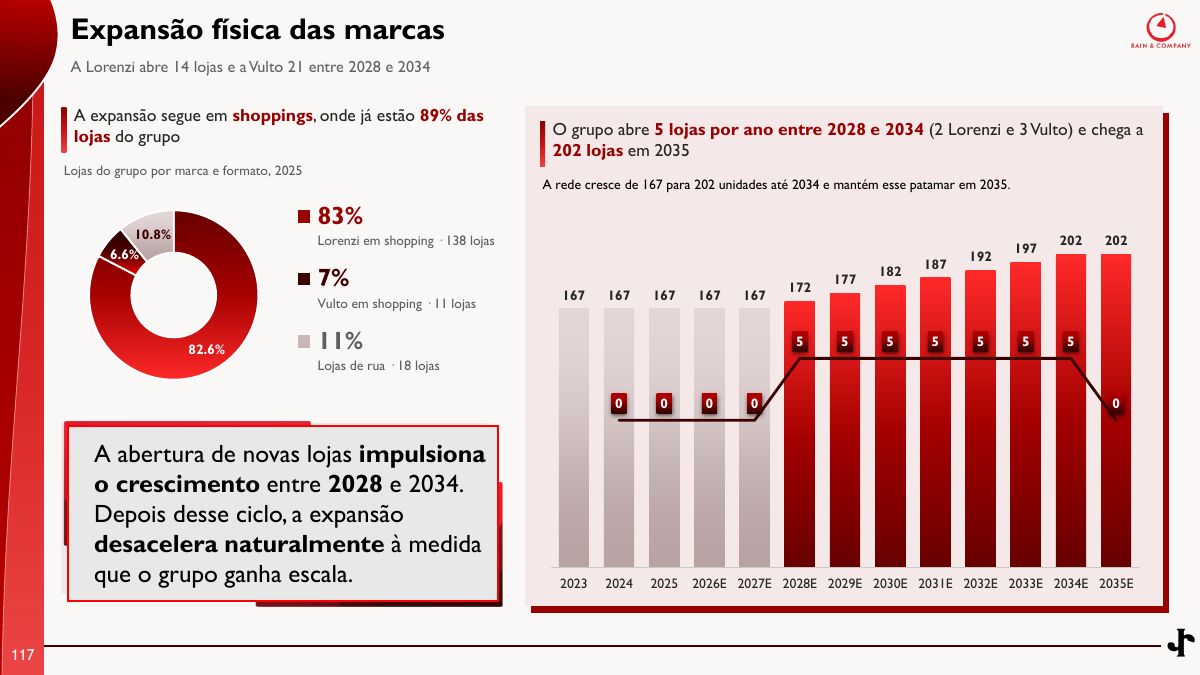 Expansão física das marcas
A Lorenzi abre 14 lojas e a Vulto 21 entre 2028 e 2034
BAIN & COMPANY
A expansão segue em shoppings, onde já estão 89% das
lojas do grupo
Lojas do grupo por marca e formato, 2025
10.8%
6.6%
82.6%
83%
Lorenzi em shopping · 138 lojas
7%
Vulto em shopping · 11 lojas
11%
Lojas de rua · 18 lojas
A abertura de novas lojas impulsiona
o crescimento entre 2028 e 2034.
Depois desse ciclo, a expansão
desacelera naturalmente à medida
que o grupo ganha escala.
O grupo abre 5 lojas por ano entre 2028 e 2034 (2 Lorenzi e 3 Vulto) e chega a
202 lojas em 2035
A rede cresce de 167 para 202 unidades até 2034 e mantém esse patamar em 2035.
167 167 167 167 167 172 177 182 187 192 197 202 202
0 0 0 0 5 5 5 5 5 5 5 0
2023 2024 2025 2026E 2027E 2028E 2029E 2030E 2031E 2032E 2033E 2034E 2035E
117